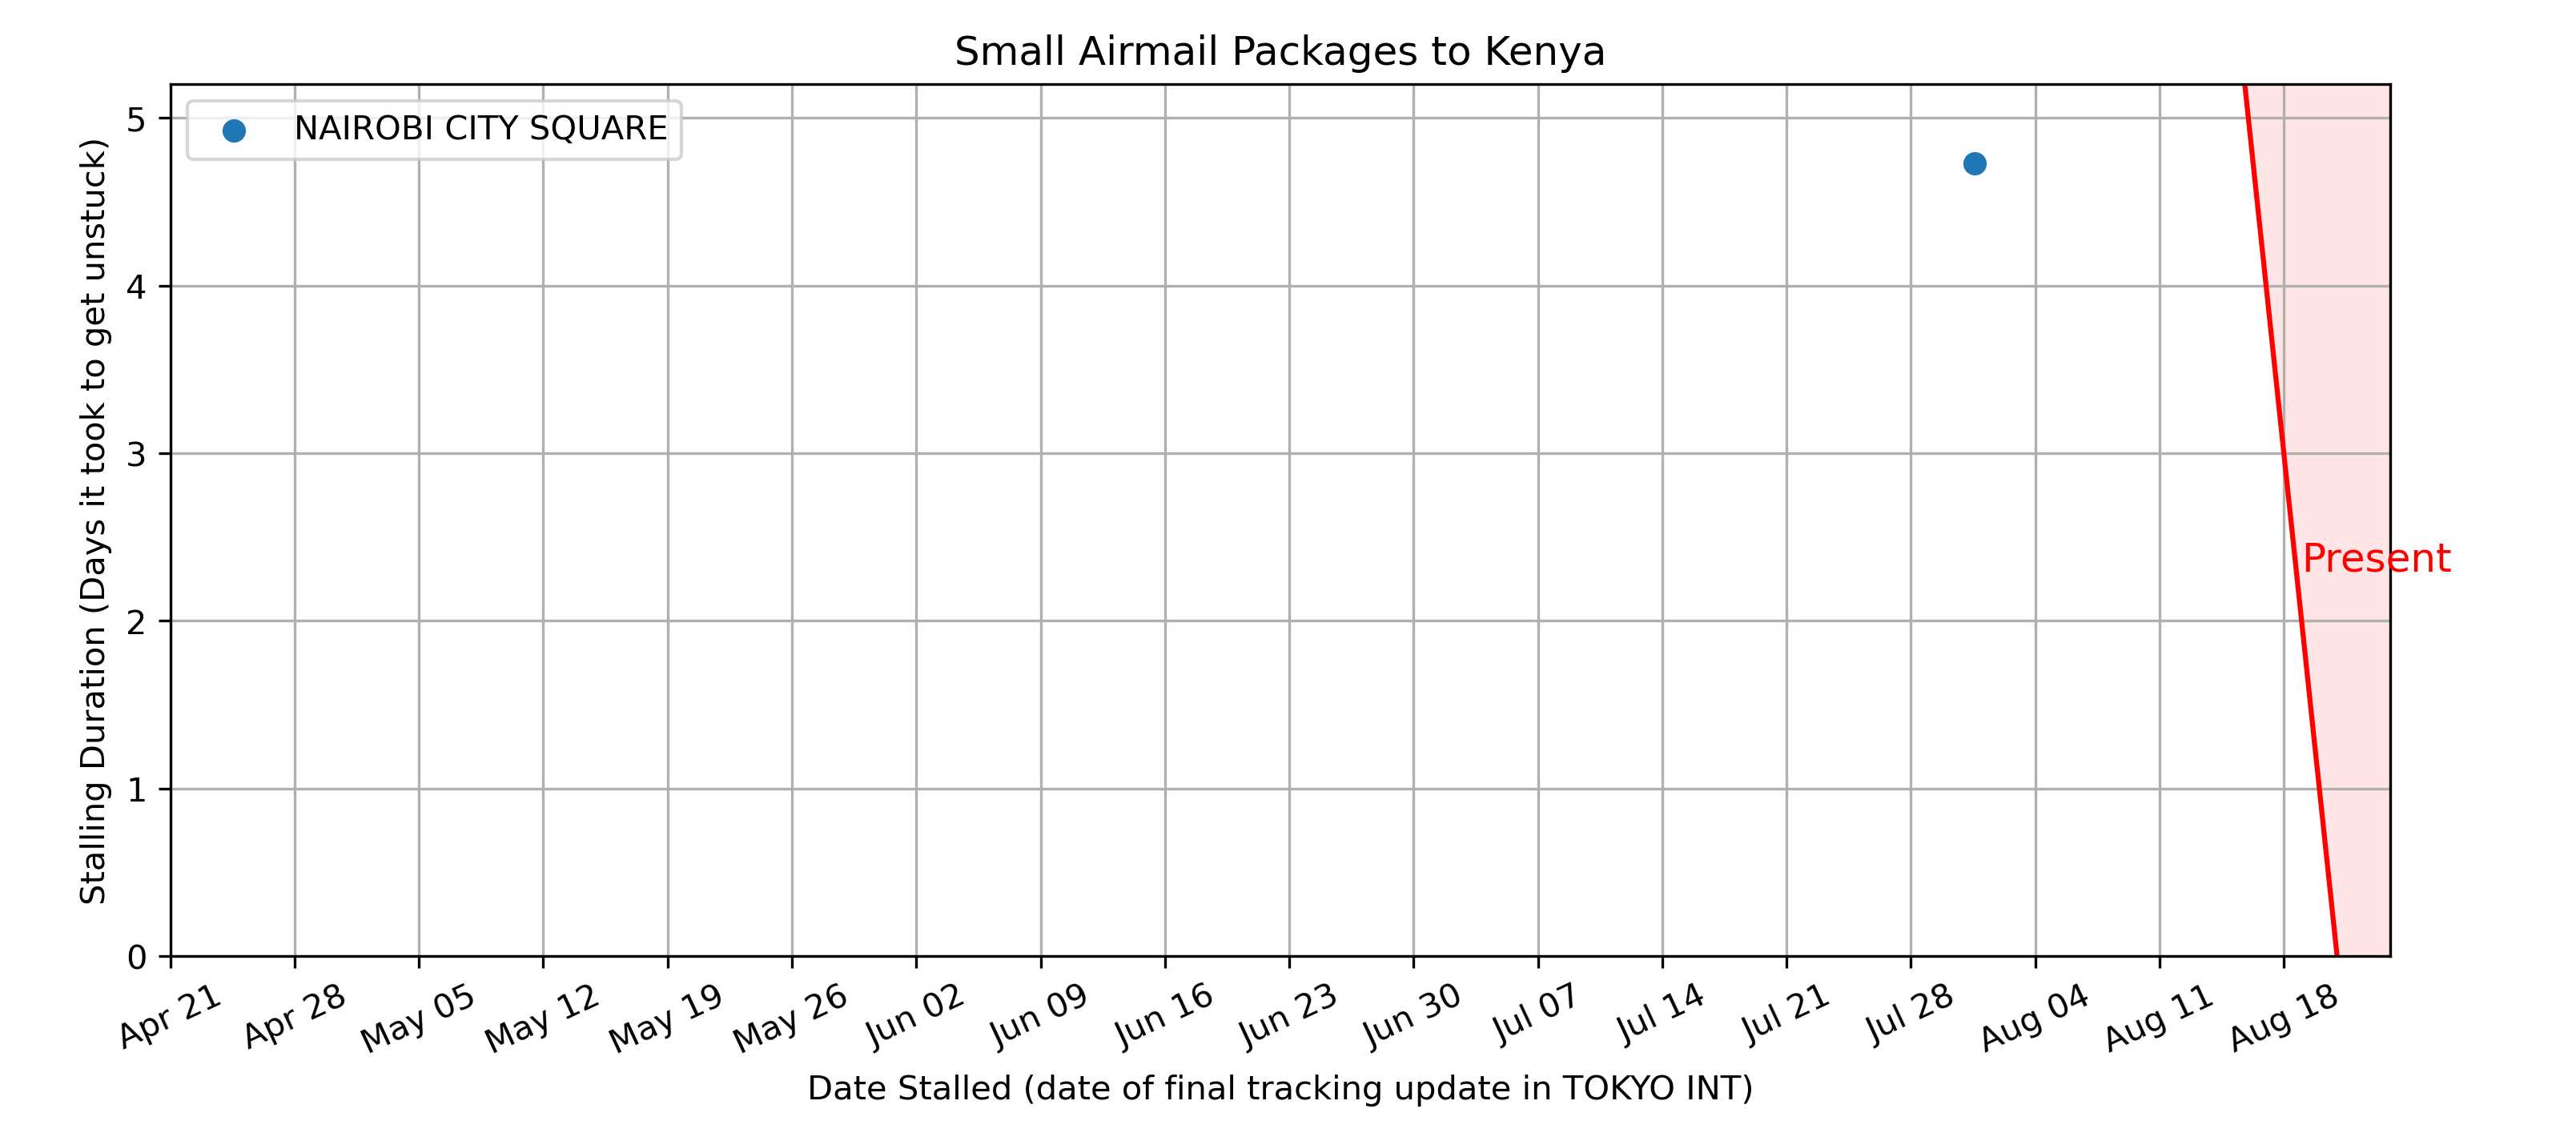 Small Airmail Packages to Kenya
NAIROBI CITY SQUARE
Stalling Duration (Days it took to get unstuck)
5
4
3
2
1
0
Present
Apr 21
Apr 28
May 05
May 12
May 19
May 26
Jun 02
Jun 09
Jun 16
Jun 23
Jun 30
Jul 07
Jul 14
Jul 21
Jul 28
Aug 04
Aug 11
Aug 18
Date Stalled (date of final tracking update in TOKYO INT)